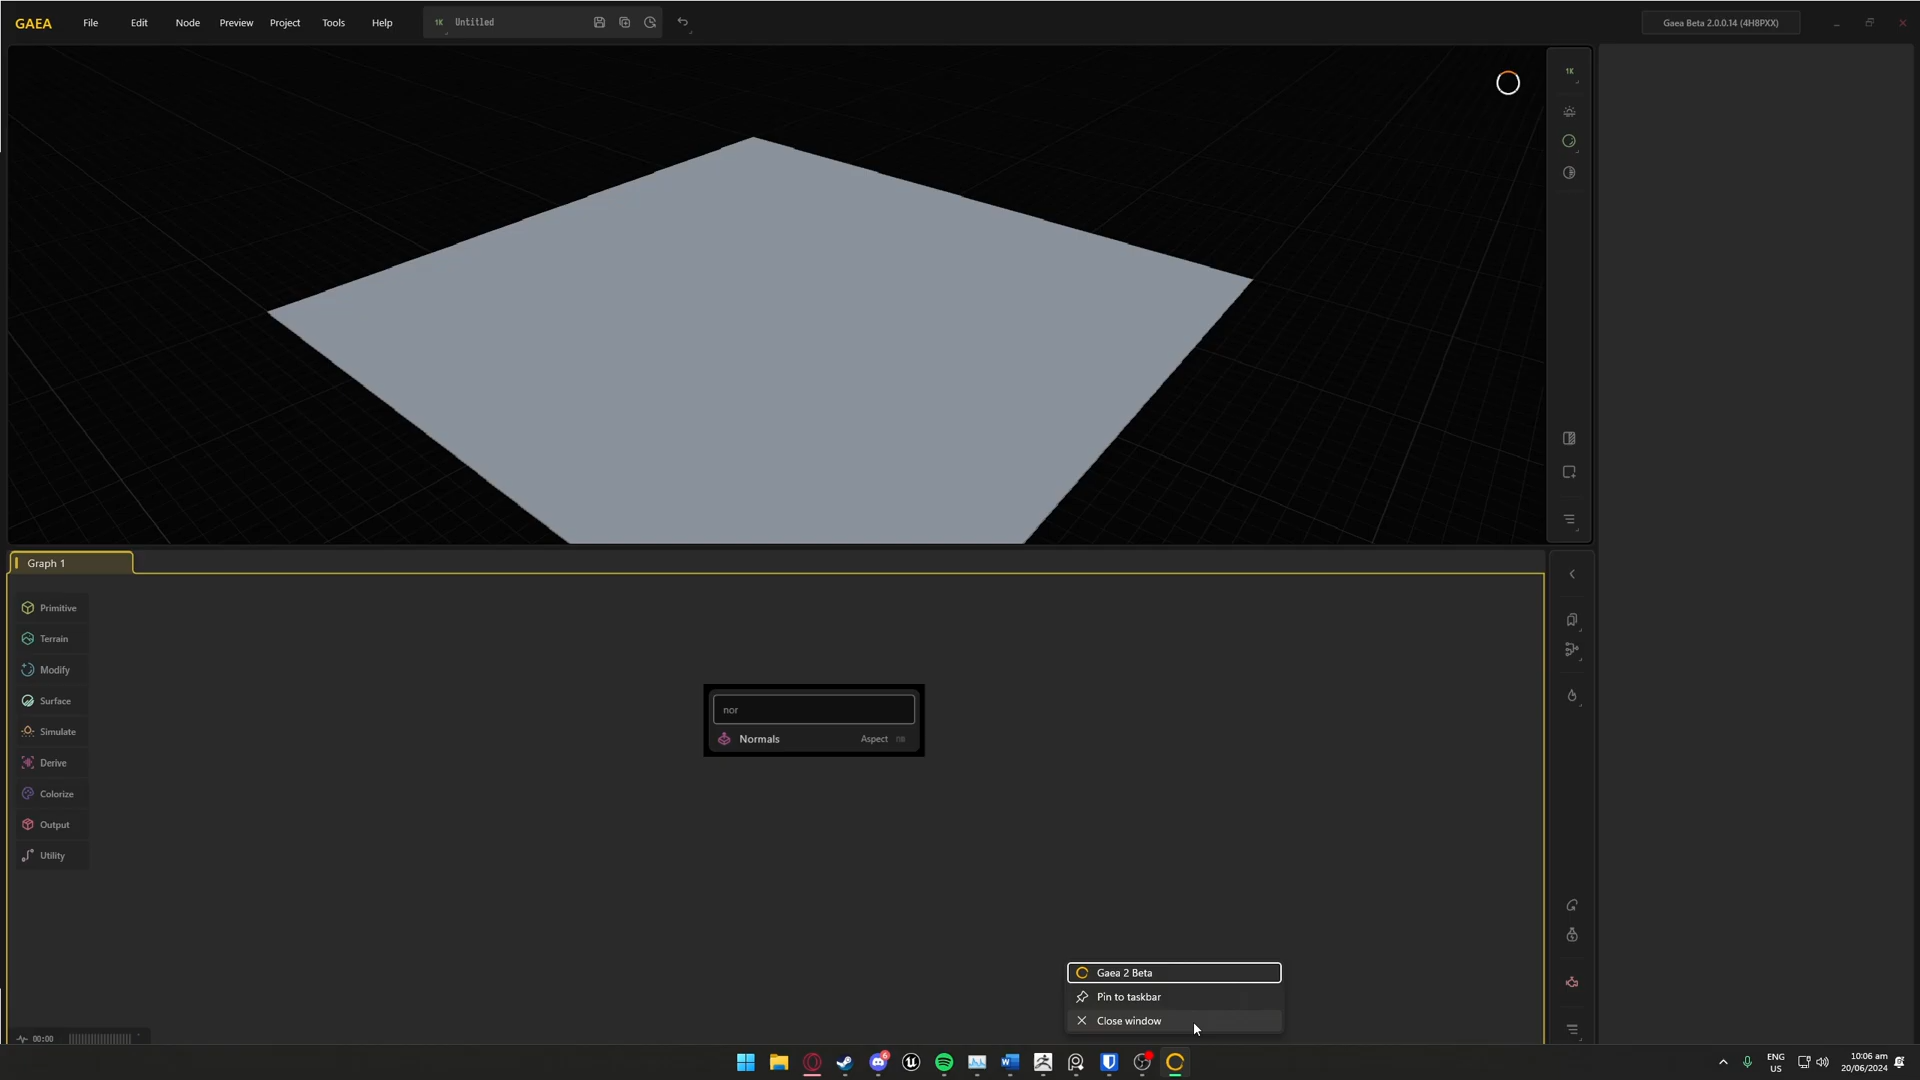 GAEA
File
Edit
Node
Preview
Project
Tools
Help
1K
Untitled
Gaea Beta 2.0.0.14 (4H8PXX)
1K
Graph 1
Primitive
Terrain
Modify
Surface
Simulate
Derive
Colorize
Output
Utility
nor
Normals
Aspect
Gaea 2 Beta
Pin to taskbar
Close window
00:00
6
ENG
US
10:06 am
20/06/2024